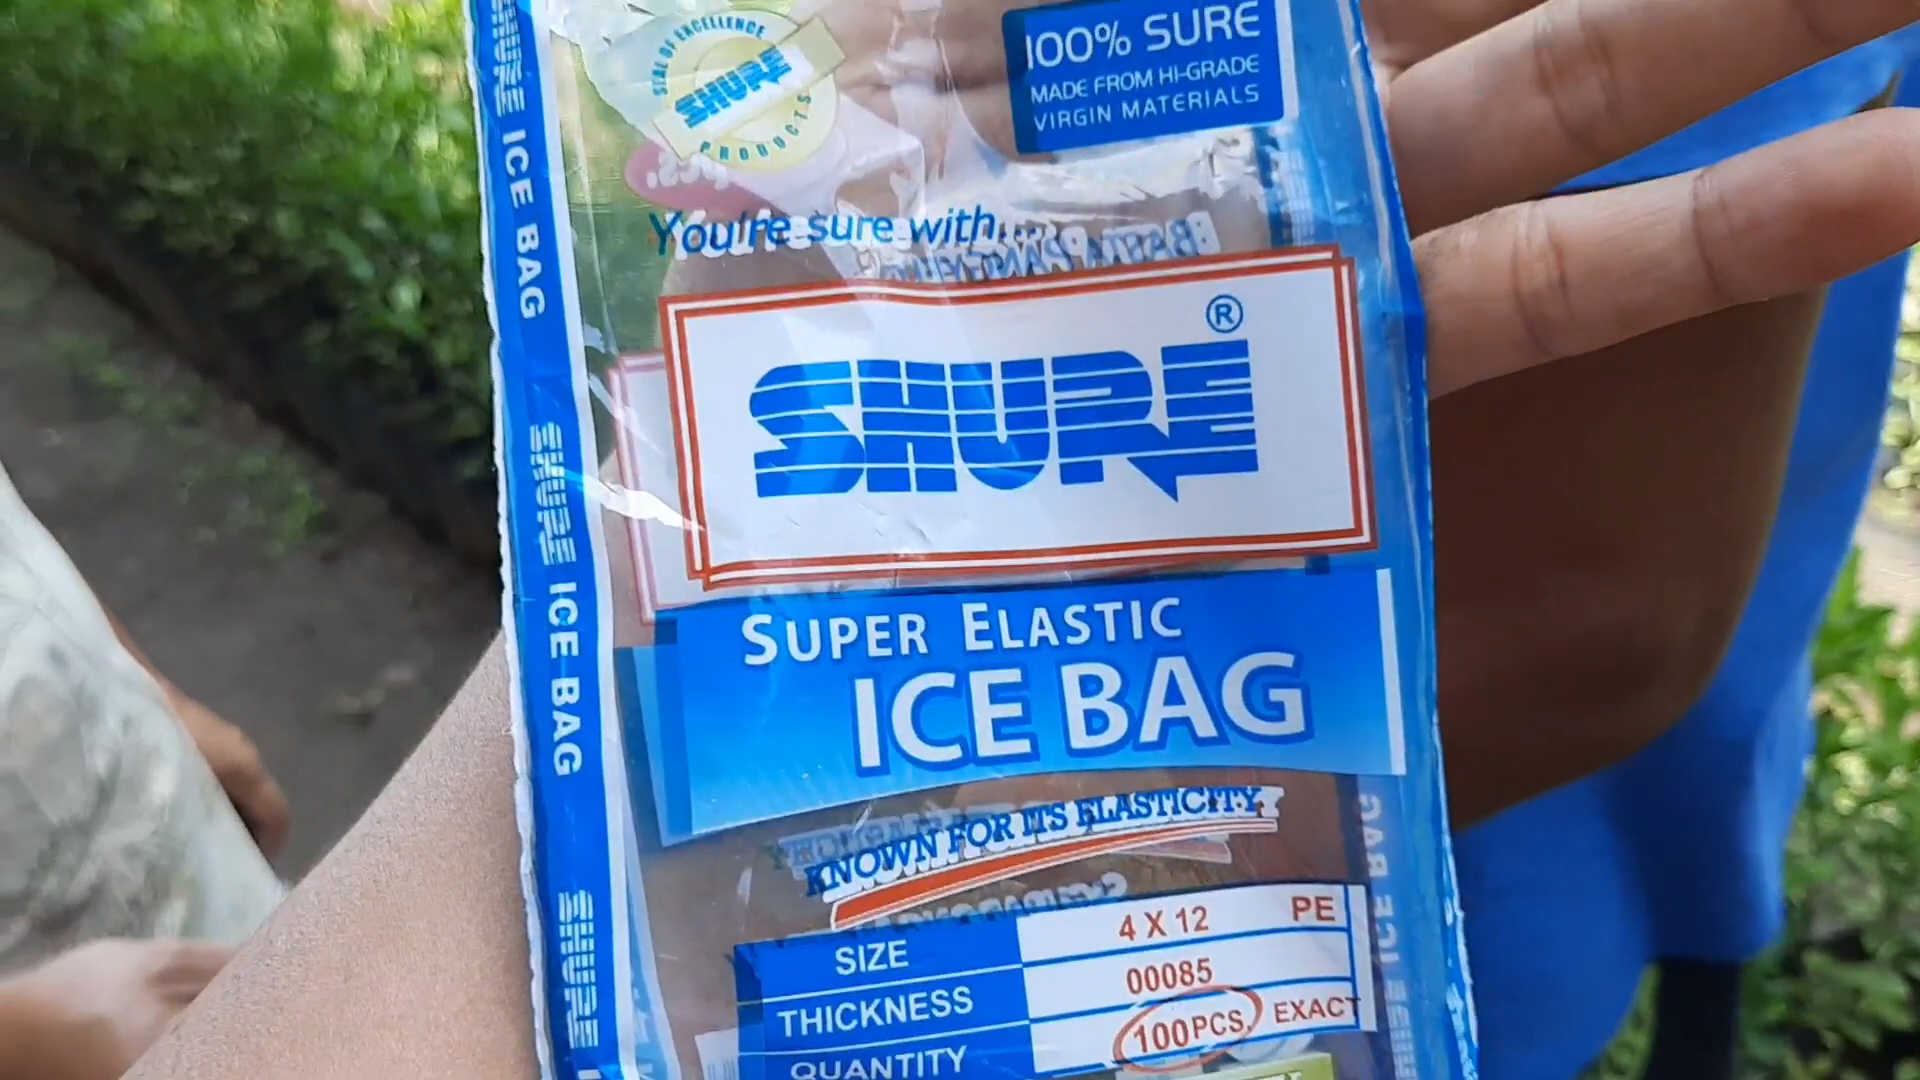 SEAL OF EXCELLENCE
SHURE
PRODUCTS
100% SURE
MADE FROM HI-GRADE
VIRGIN MATERIALS
You're sure with....
SHURE ®
SUPER ELASTIC
ICE BAG
KNOWN FOR ITS ELASTICITY
SIZE 4 X 12 PE
THICKNESS 00085
QUANTITY 100PCS. EXACT
SHURE ICE BAG
SHURE ICE BAG
SHURE
ICE BAG
pcs.